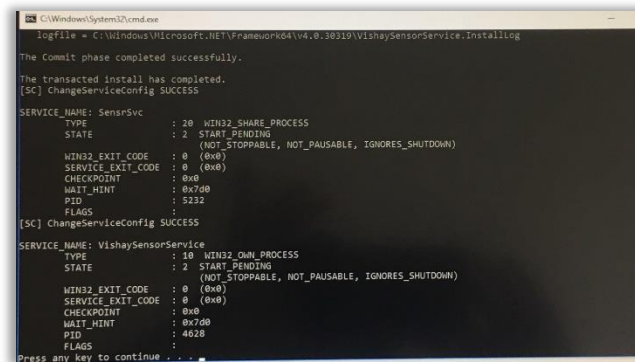 C:\Windows\System32\cmd.exe
logfile = C:\Windows\Microsoft.NET\Framework64\v4.0.30319\VishaySensorService.InstallLog
The Commit phase completed successfully.
The transacted install has completed.
[SC] ChangeServiceConfig SUCCESS
SERVICE_NAME: SensrSvc
TYPE : 20 WIN32_SHARE_PROCESS
STATE : 2 START_PENDING
(NOT_STOPPABLE, NOT_PAUSABLE, IGNORES_SHUTDOWN)
WIN32_EXIT_CODE : 0 (0x0)
SERVICE_EXIT_CODE : 0 (0x0)
CHECKPOINT : 0x0
WAIT_HINT : 0x7d0
PID : 5232
FLAGS :
[SC] ChangeServiceConfig SUCCESS
SERVICE_NAME: VishaySensorService
TYPE : 10 WIN32_OWN_PROCESS
STATE : 2 START_PENDING
(NOT_STOPPABLE, NOT_PAUSABLE, IGNORES_SHUTDOWN)
WIN32_EXIT_CODE : 0 (0x0)
SERVICE_EXIT_CODE : 0 (0x0)
CHECKPOINT : 0x0
WAIT_HINT : 0x7d0
PID : 4628
FLAGS :
Press any key to continue . . .